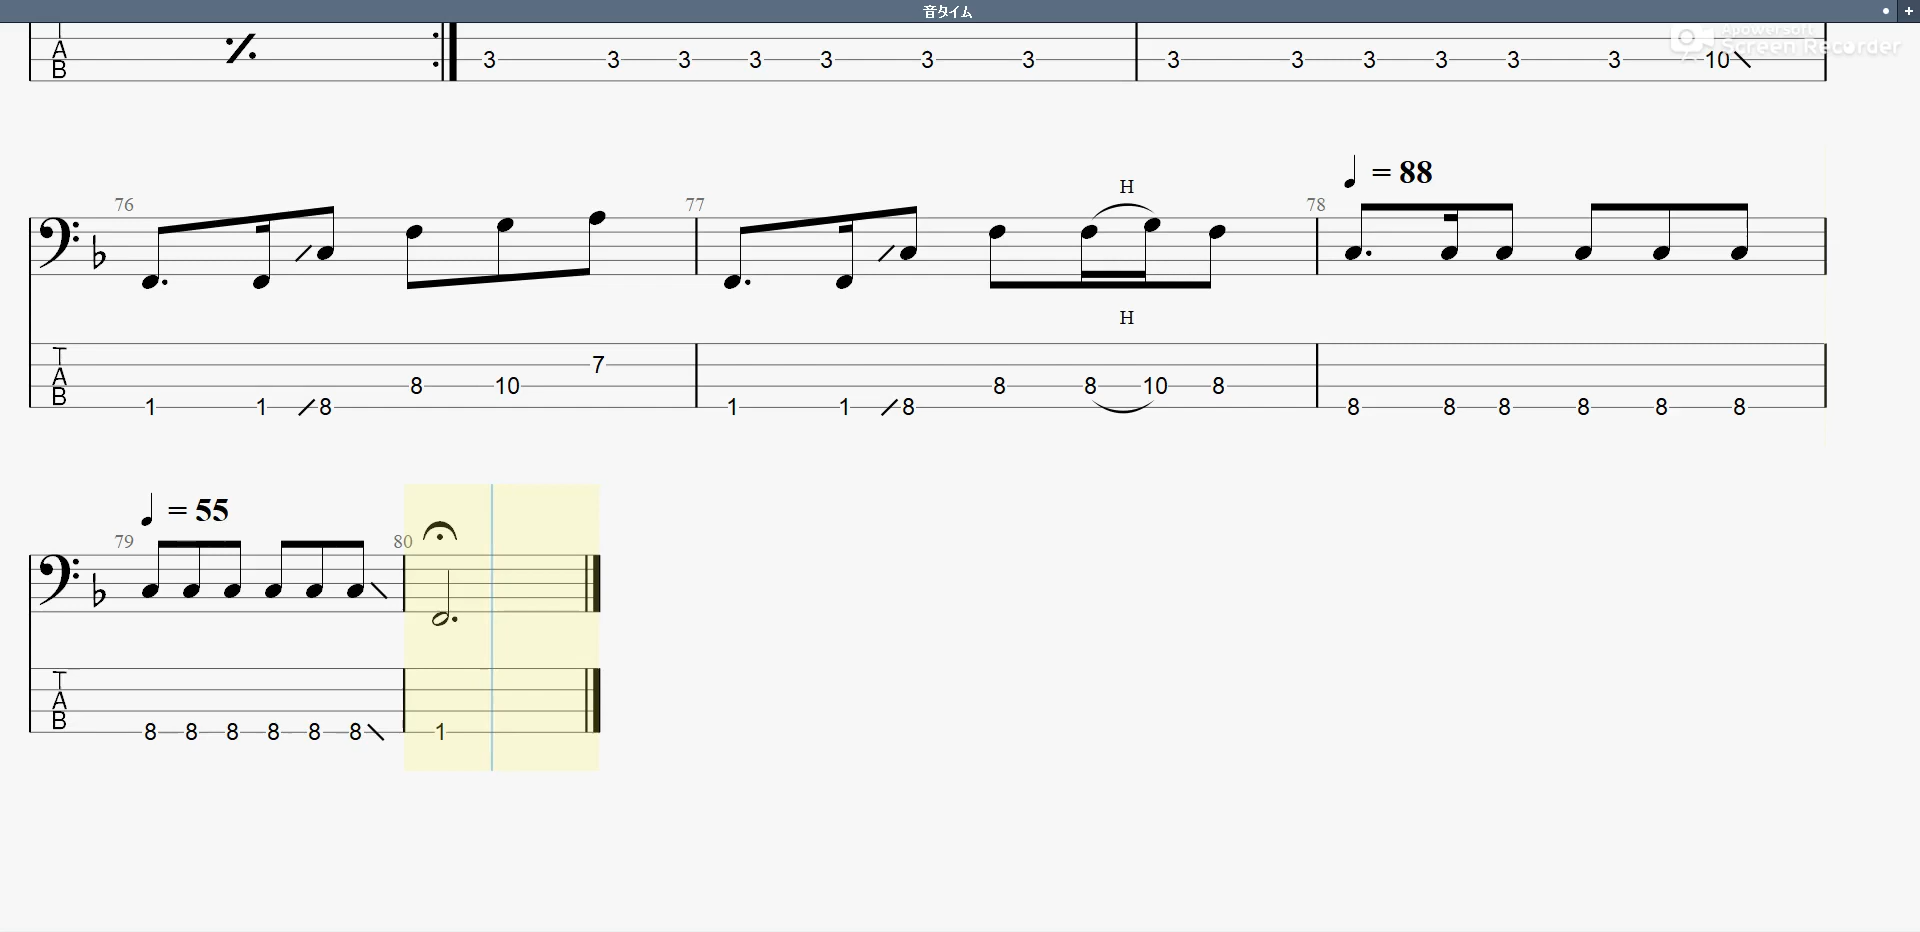 音タイム
Apowersoft
Screen Recorder
T
A
B
3 3 3 3 3 3 3 3 3 3 3 3 3 10
= 88
H
76 77 78
H
T
A
B
7
8 10 8 8 10 8
1 1 8 1 1 8 8 8 8 8 8 8
= 55
79 80
T
A
B
8 8 8 8 8 8 1